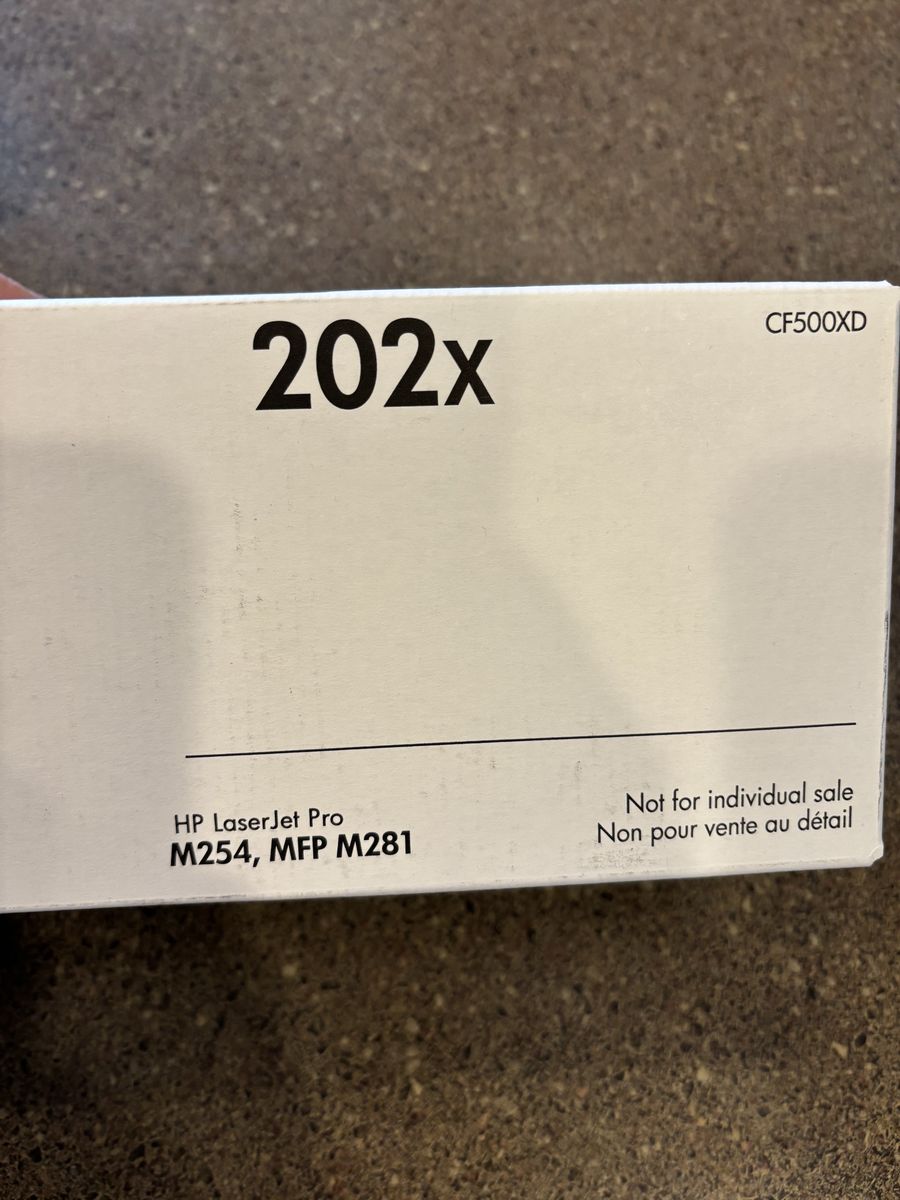 202x
CF500XD
HP LaserJet Pro
M254, MFP M281
Not for individual sale
Non pour vente au détail